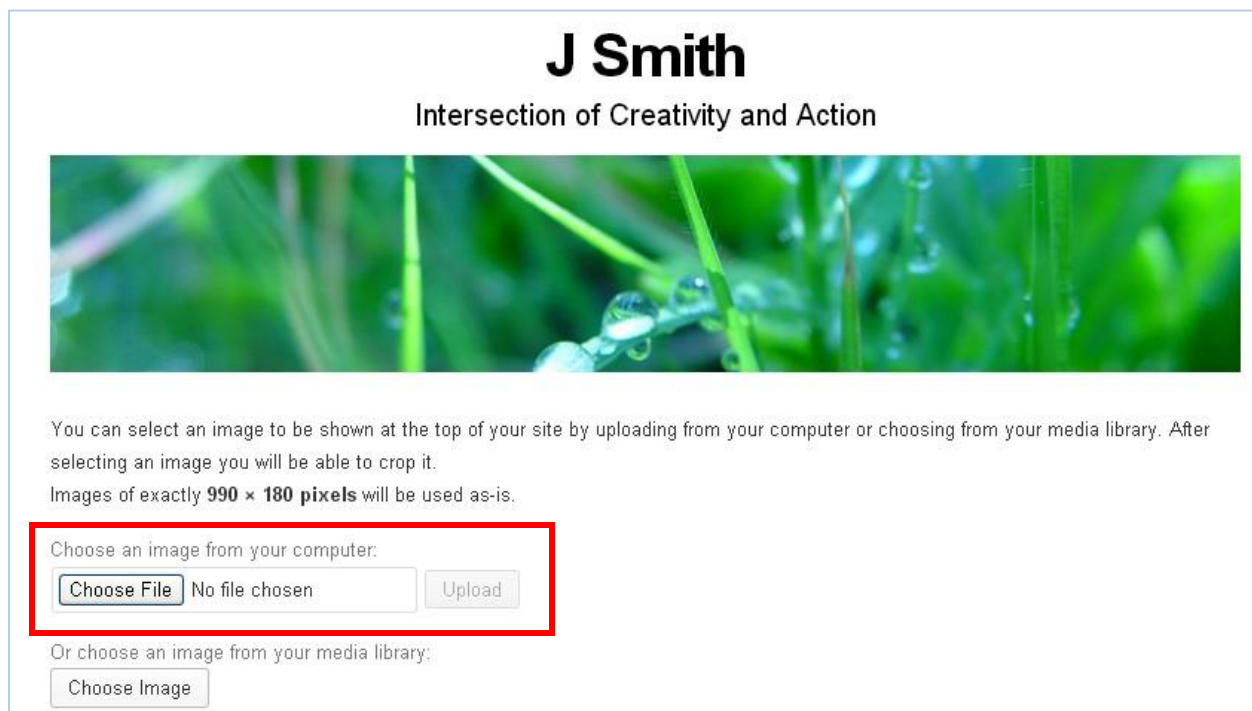 J Smith
Intersection of Creativity and Action
You can select an image to be shown at the top of your site by uploading from your computer or choosing from your media library. After
selecting an image you will be able to crop it.
Images of exactly 990 × 180 pixels will be used as-is.
Choose an image from your computer:
Choose File No file chosen Upload
Or choose an image from your media library:
Choose Image